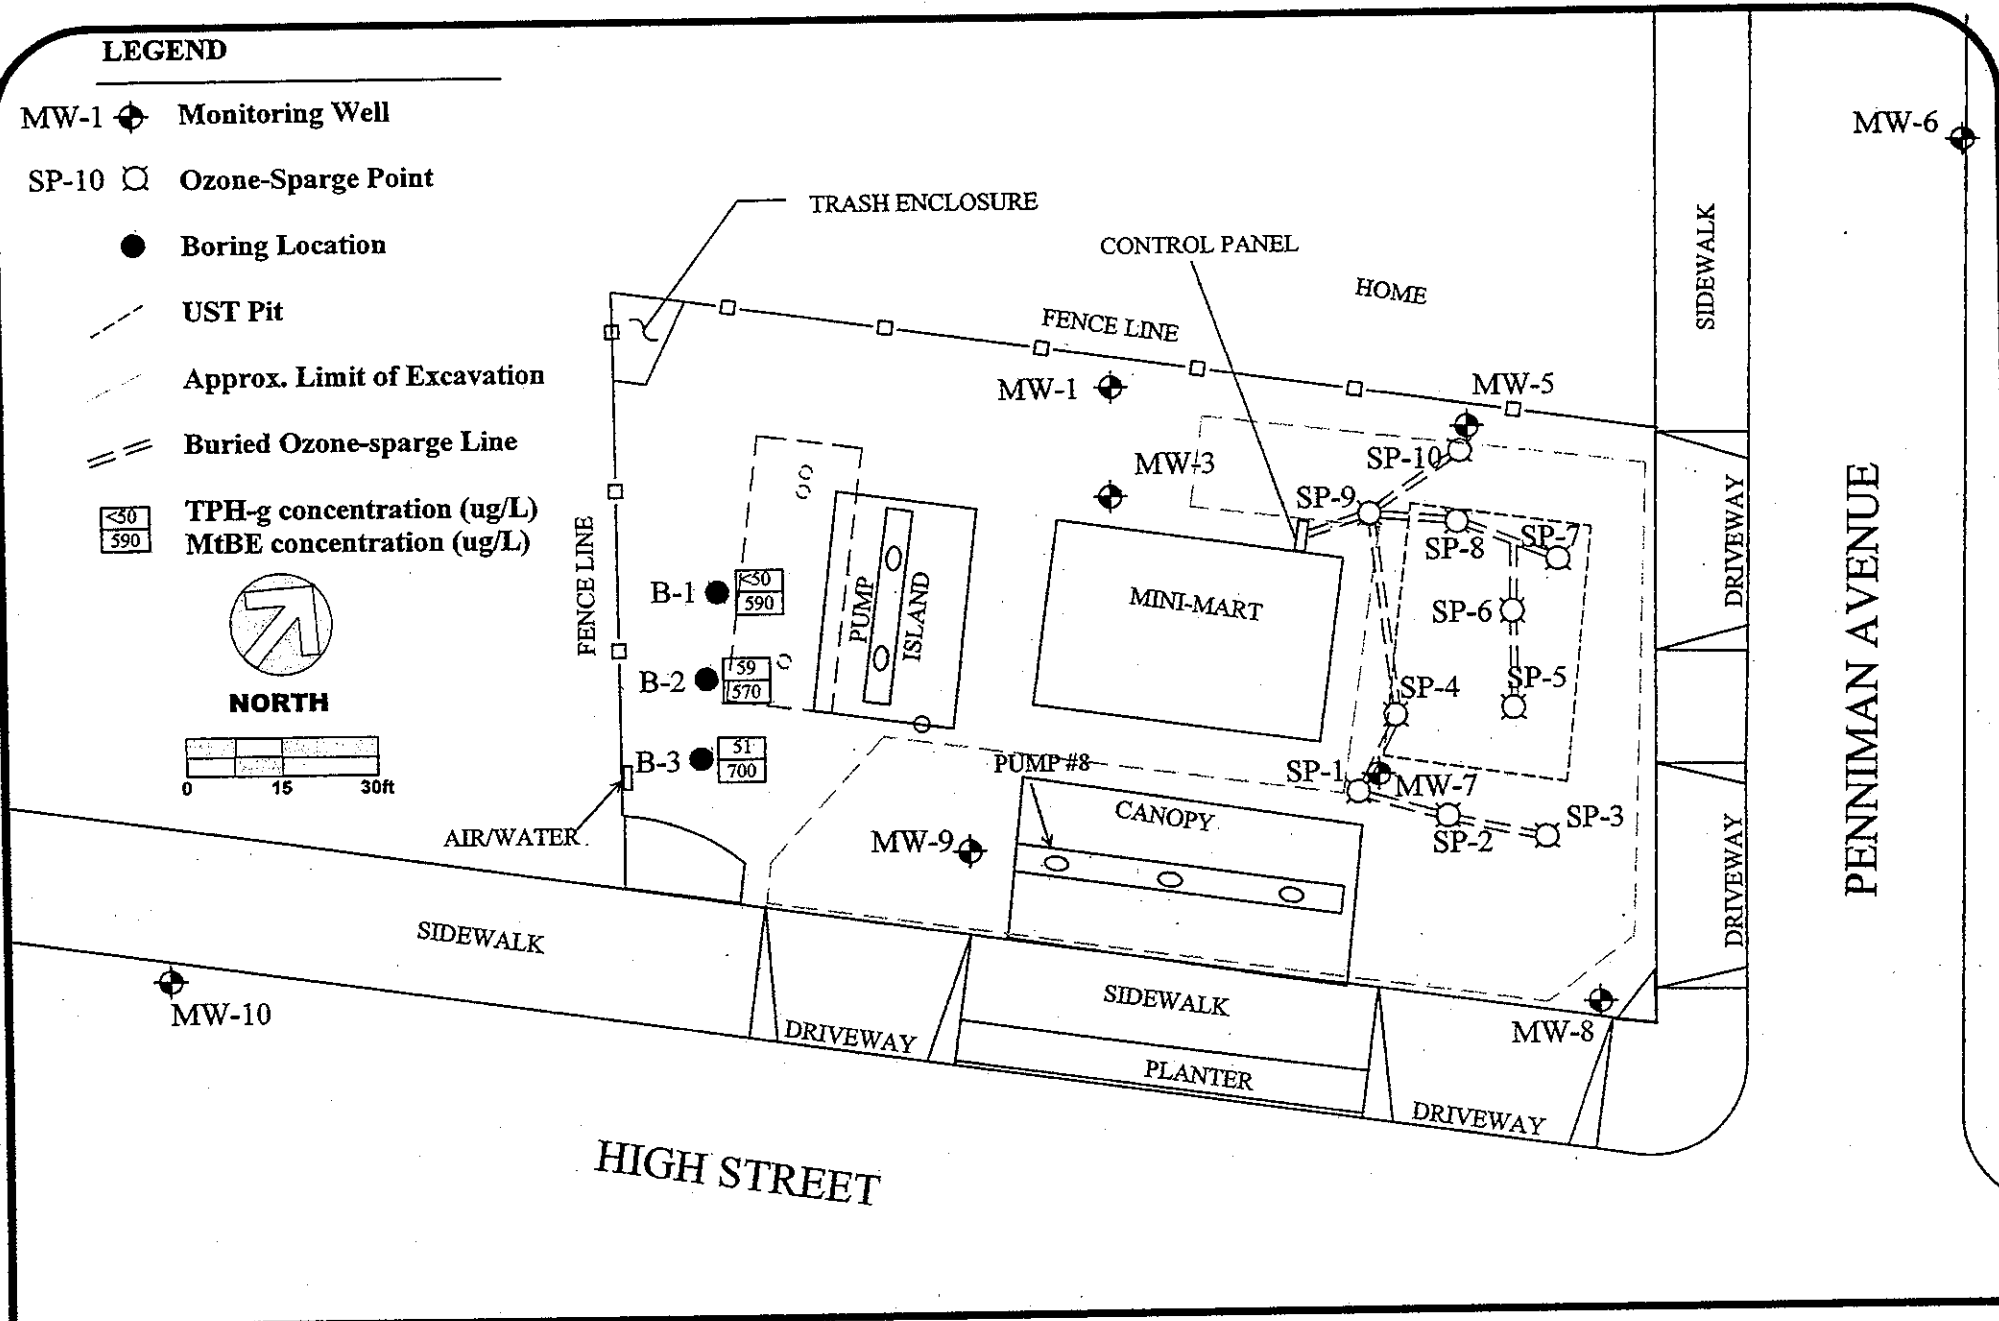 LEGEND
MW-1 Monitoring Well
SP-10 Ozone-Sparge Point
Boring Location
UST Pit
Approx. Limit of Excavation
Buried Ozone-sparge Line
<50 TPH-g concentration (ug/L)
590 MtBE concentration (ug/L)
NORTH
0 15 30ft
TRASH ENCLOSURE
CONTROL PANEL
HOME
FENCE LINE
MW-1
MW-5
MW-6
SIDEWALK
MW-3
SP-10
SP-9
SP-8
SP-7
DRIVEWAY
PENNIMAN AVENUE
FENCE LINE
B-1
<50
590
PUMP
ISLAND
MINI-MART
SP-6
B-2
59
570
SP-4
SP-5
B-3
51
700
PUMP #8
SP-1
MW-7
SP-3
SP-2
AIR/WATER
MW-9
CANOPY
DRIVEWAY
SIDEWALK
MW-10
DRIVEWAY
SIDEWALK
PLANTER
MW-8
DRIVEWAY
HIGH STREET